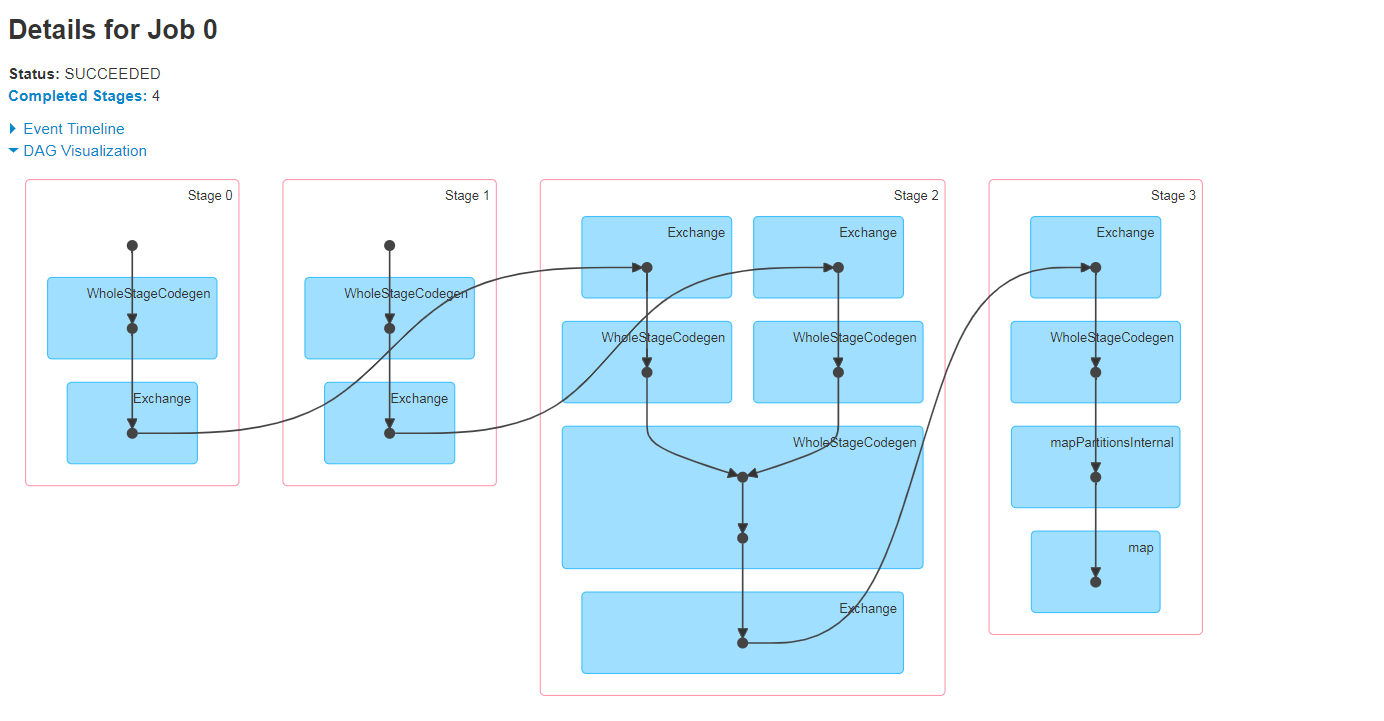 Details for Job 0
Status: SUCCEEDED
Completed Stages: 4
Event Timeline
DAG Visualization
Stage 0
WholeStageCodegen
Exchange
Stage 1
WholeStageCodegen
Exchange
Stage 2
Exchange
Exchange
WholeStageCodegen
WholeStageCodegen
WholeStageCodegen
Exchange
Stage 3
Exchange
WholeStageCodegen
mapPartitionsInternal
map